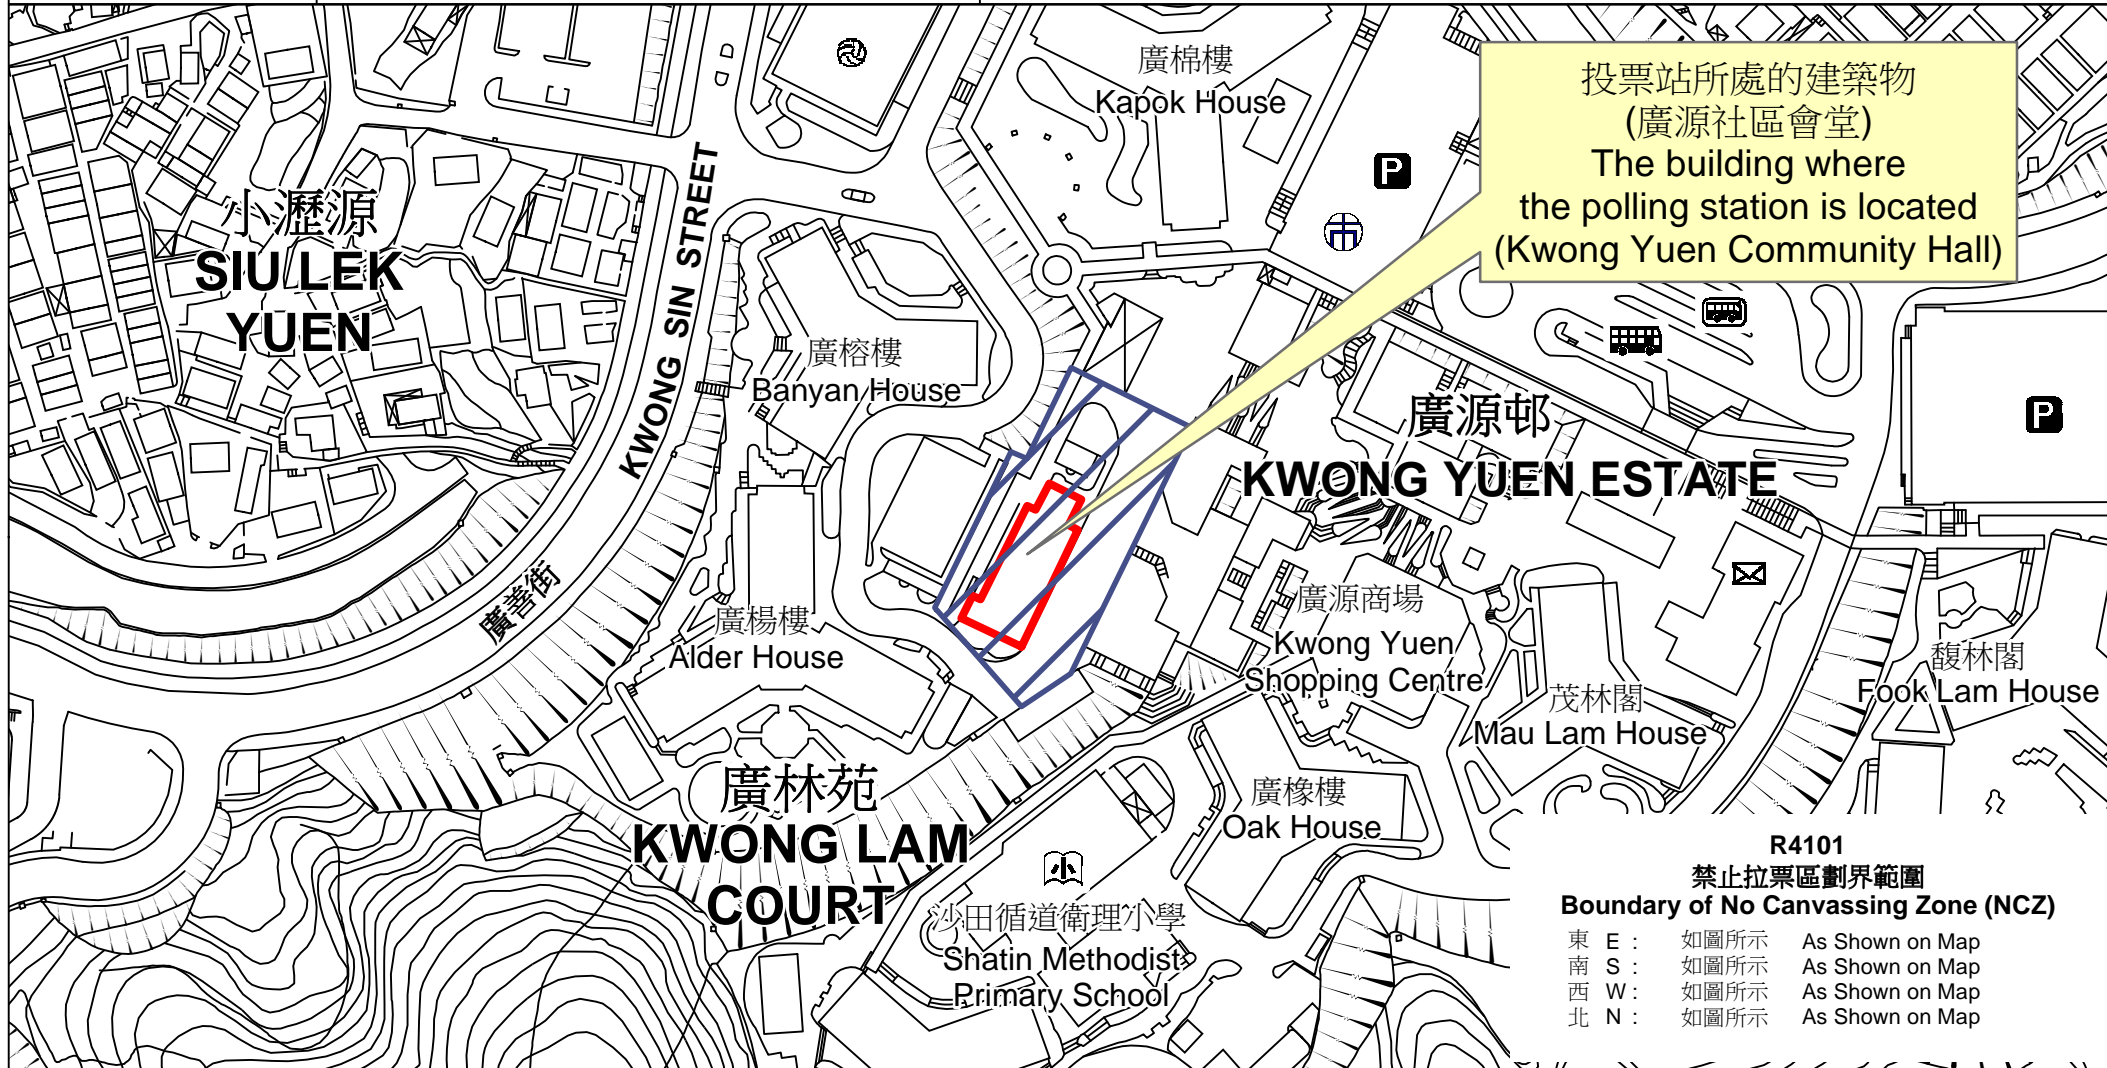 廣棉樓
Kapok House
投票站所處的建築物
(廣源社區會堂)
The building where
the polling station is located
(Kwong Yuen Community Hall)
P
小瀝源
SIU LEK
YUEN
KWONG SIN STREET
廣善街
廣榕樓
Banyan House
廣源邨
KWONG YUEN ESTATE
P
廣楊樓
Alder House
廣源商場
Kwong Yuen
Shopping Centre
茂林閣
Mau Lam House
馥林閣
Fook Lam House
廣林苑
KWONG LAM
COURT
廣橡樓
Oak House
小
沙田循道衞理小學
Shatin Methodist
Primary School
R4101
禁止拉票區劃界範圍
Boundary of No Canvassing Zone (NCZ)
東 E : 如圖所示 As Shown on Map
南 S : 如圖所示 As Shown on Map
西 W : 如圖所示 As Shown on Map
北 N : 如圖所示 As Shown on Map